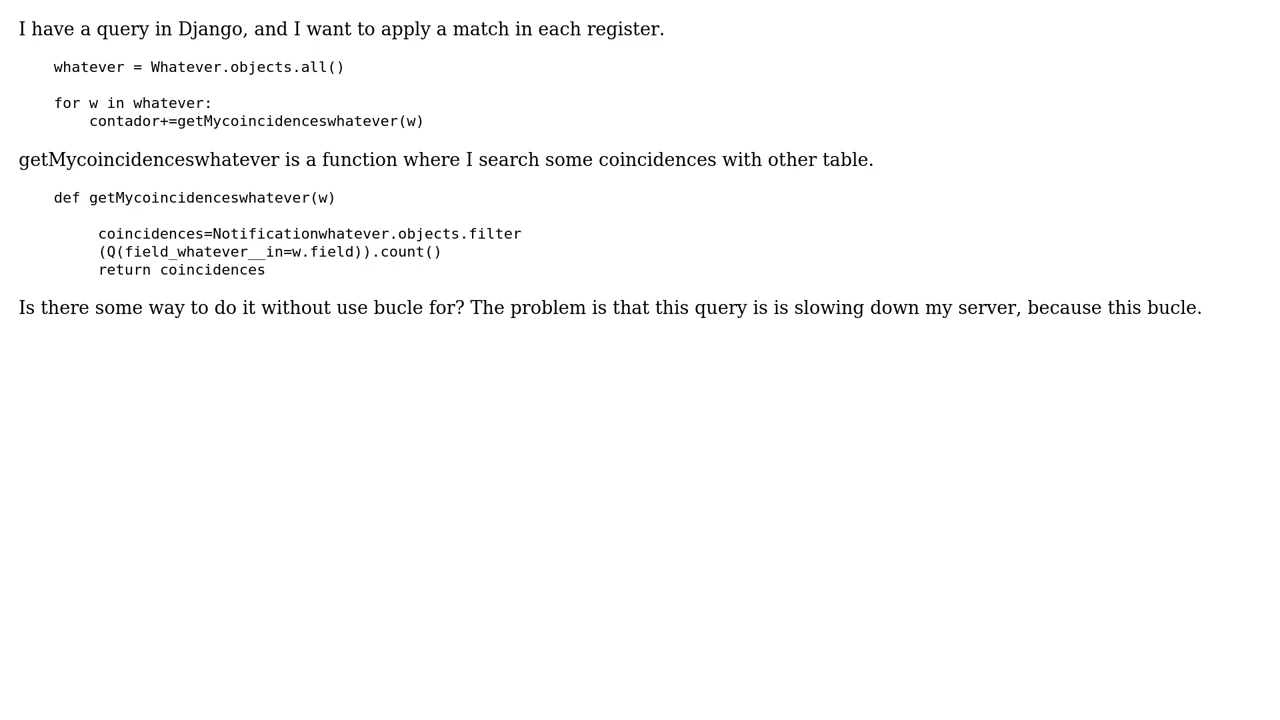 I have a query in Django, and I want to apply a match in each register.
whatever = Whatever.objects.all()
for w in whatever:
contador+=getMycoincidenceswhatever(w)
getMycoincidenceswhatever is a function where I search some coincidences with other table.
def getMycoincidenceswhatever(w)
coincidences=Notificationwhatever.objects.filter
(Q(field_whatever__in=w.field)).count()
return coincidences
Is there some way to do it without use bucle for? The problem is that this query is is slowing down my server, because this bucle.